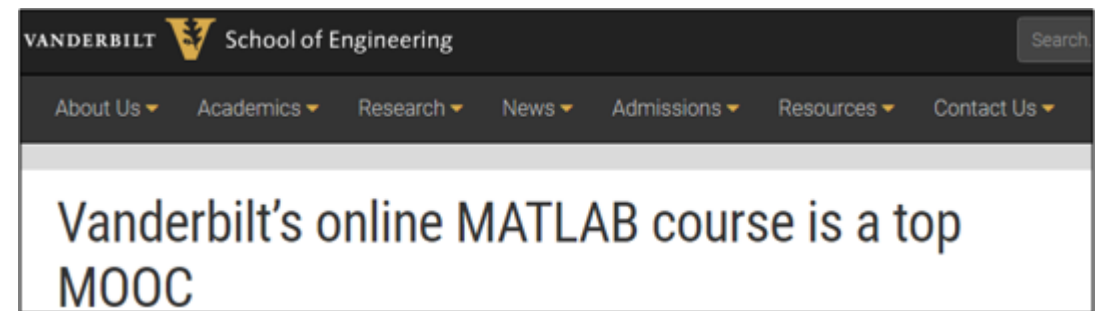 VANDERBILT V School of Engineering Search.
About Us Academics Research News Admissions Resources Contact Us
Vanderbilt's online MATLAB course is a top
MOOC